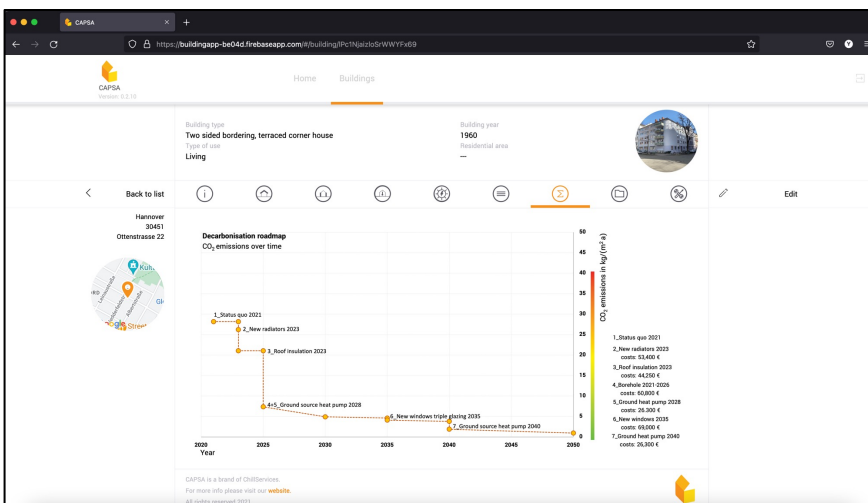 CAPSA
https://buildingapp-be04d.firebaseapp.com/#/building/lPc1NjaizloSrWWYFx69
CAPSA
Version: 0.2.10
Home
Buildings
Building type
Two sided bordering, terraced corner house
Type of use
Living
Building year
1960
Residential area
---
Back to list
Edit
Hannover
30451
Ottenstrasse 22
Decarbonisation roadmap
CO2 emissions over time
50
45
40
35
30
25
20
15
10
5
0
CO2 emissions in kg/(m² a)
1_Status quo 2021
2_New radiators 2023
3_Roof insulation 2023
4+5_Ground source heat pump 2028
6_New windows triple glazing 2035
7_Ground source heat pump 2040
2020
2025
2030
2035
2040
2045
2050
Year
1_Status quo 2021
2_New radiators 2023
costs: 53,400 €
3_Roof insulation 2023
costs: 44,250 €
4_Borehole 2021-2026
costs: 60,800 €
5_Ground source heat pump 2028
costs: 26.300 €
6_New windows 2035
costs: 69,000 €
7_Ground heat pump 2040
costs: 26,300 €
CAPSA is a brand of ChillServices.
For more info please visit our website.
All rights reserved 2021